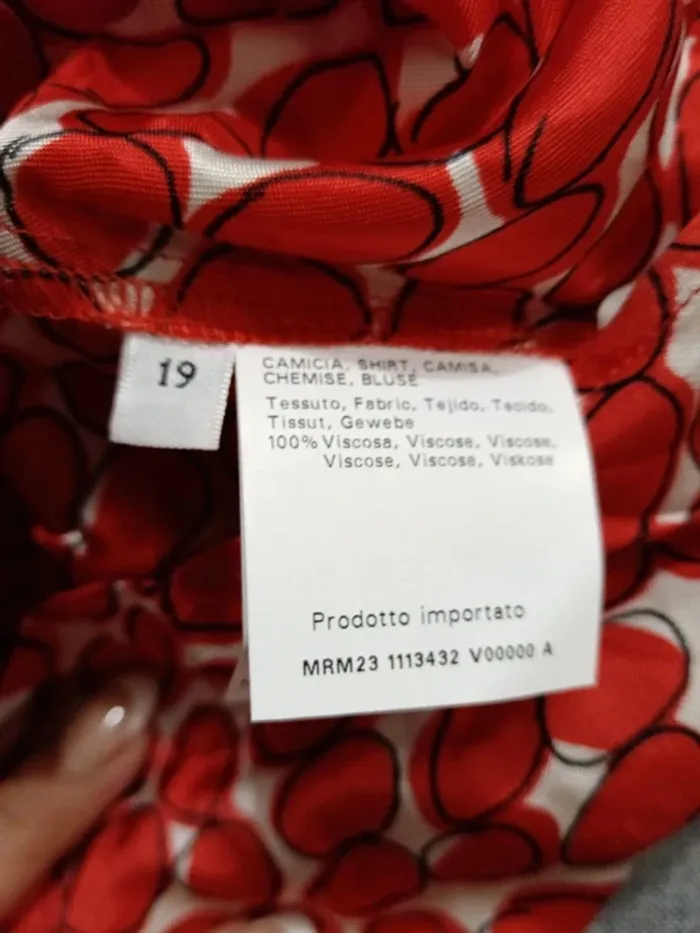 19
CAMICIA, SHIRT, CAMISA,
CHEMISE, BLUSE
Tessuto, Fabric, Tejido, Tecido,
Tissut, Gewebe
100% Viscosa, Viscose, Viscose,
Viscose, Viscose, Viskose
Prodotto importato
MRM23 1113432 V00000 A